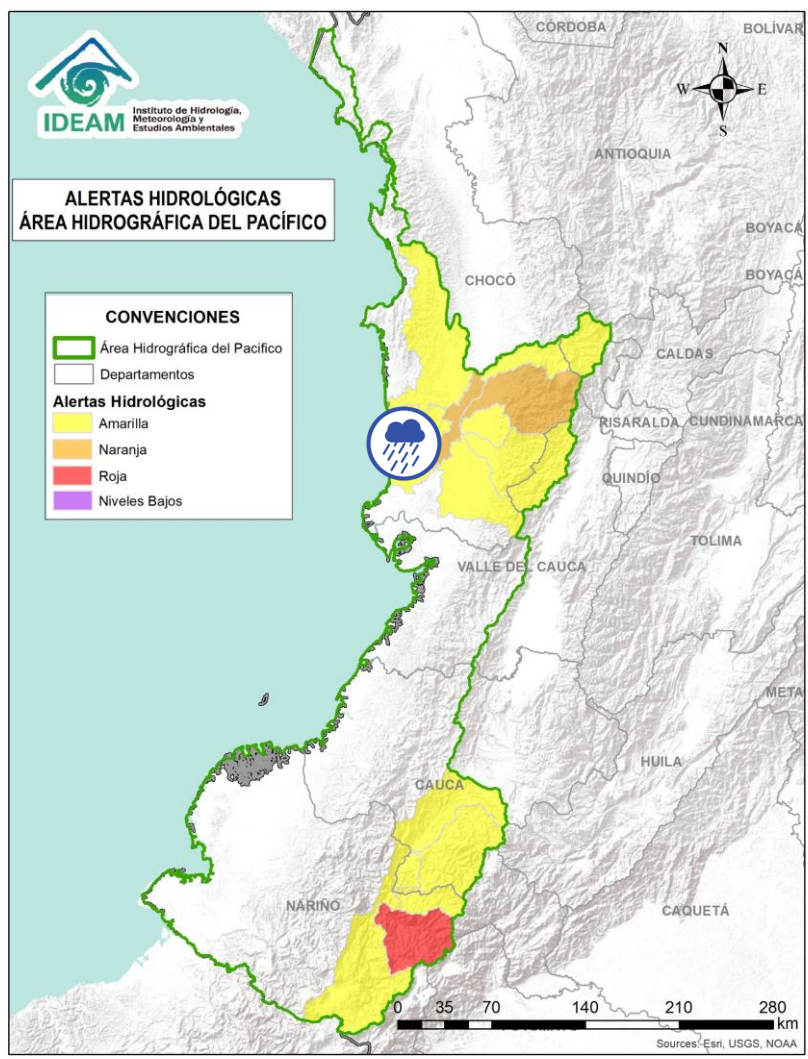 IDEAM
Instituto de Hidrología,
Meteorología y
Estudios Ambientales
ALERTAS HIDROLÓGICAS
ÁREA HIDROGRÁFICA DEL PACÍFICO
CONVENCIONES
Área Hidrográfica del Pacifico
Departamentos
Alertas Hidrológicas
Amarilla
Naranja
Roja
Niveles Bajos
N
W E
S
CÓRDOBA
BOLÍVAR
ANTIOQUIA
BOYACÁ
BOYACÁ
CHOCÓ
CALDAS
RISARALDA
CUNDINAMARCA
QUINDÍO
TOLIMA
VALLE DEL CAUCA
META
HUILA
CAUCA
NARIÑO
CAQUETÁ
0 35 70 140 210 280
km
Sources: Esri, USGS, NOAA